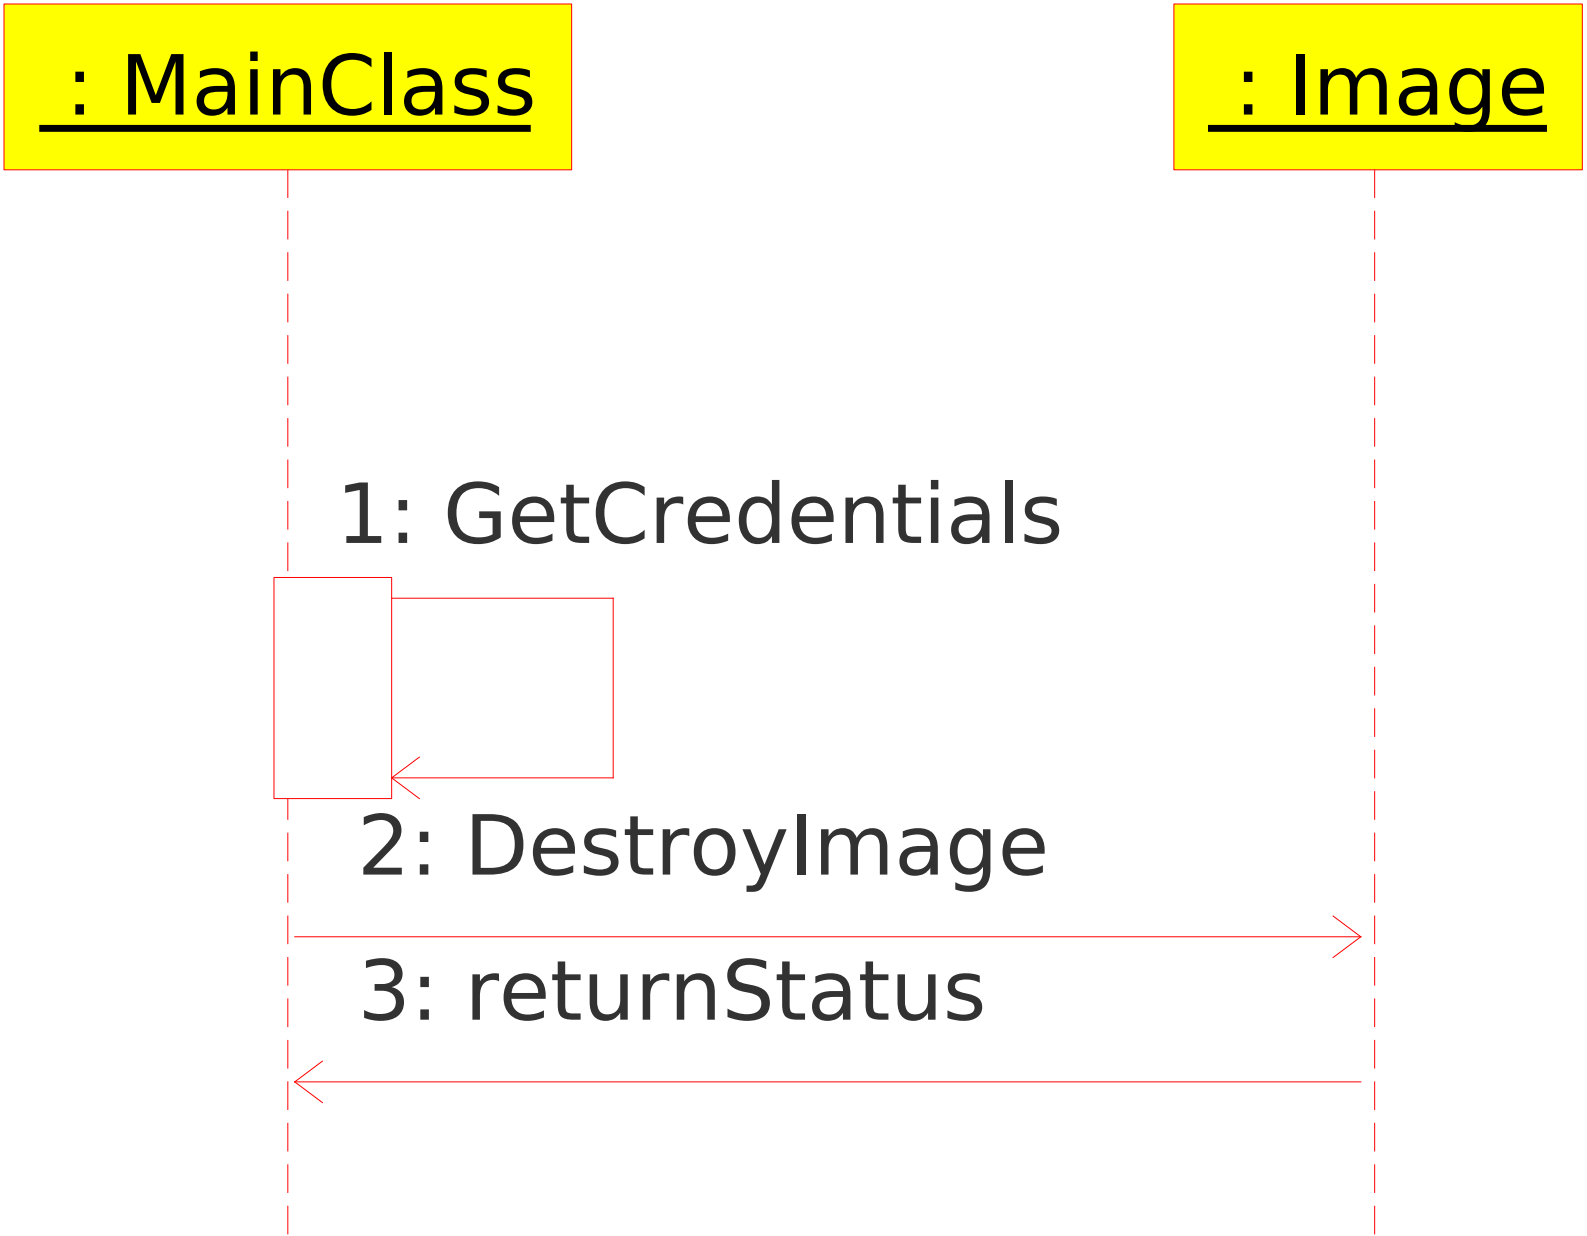 : MainClass
: Image
1: GetCredentials
2: DestroyImage
3: returnStatus